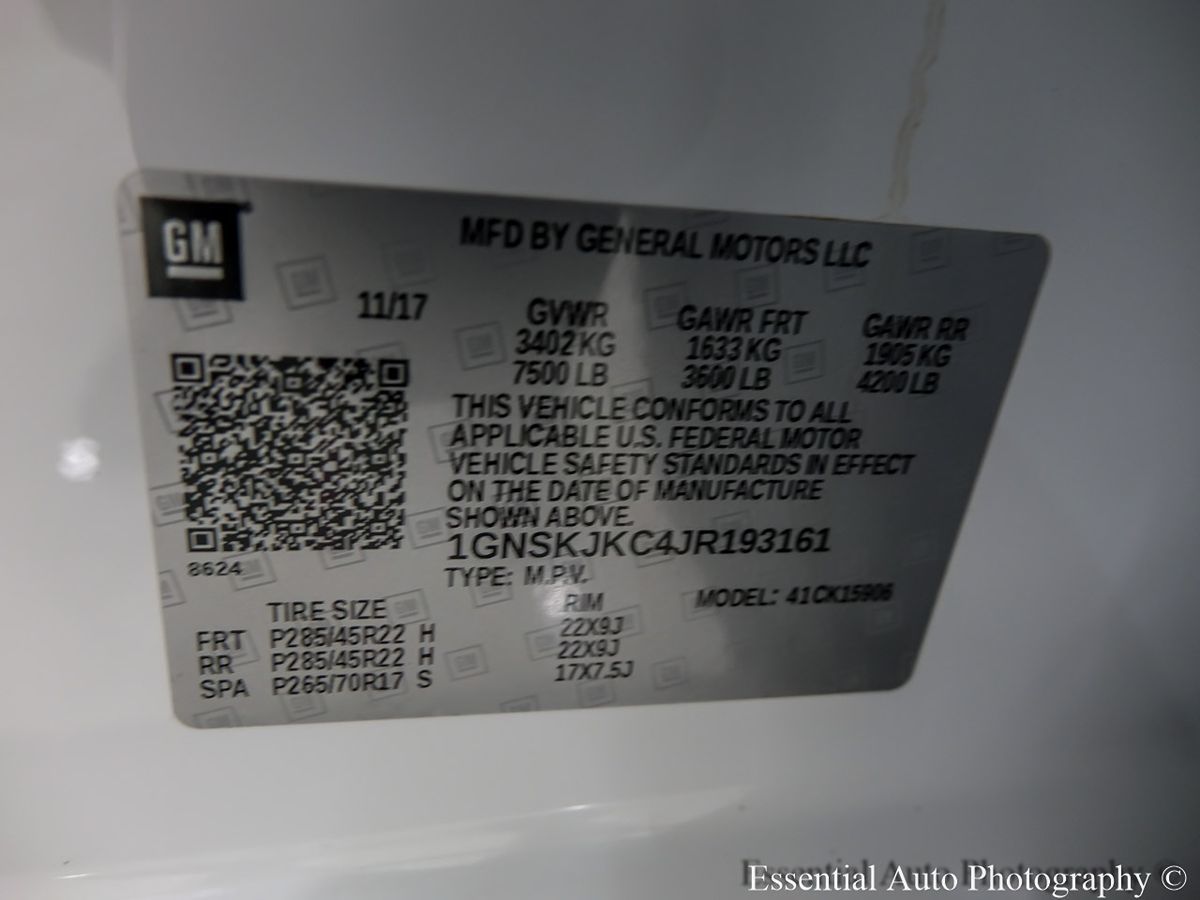 GM
MFD BY GENERAL MOTORS LLC
11/17
GVWR GAWR FRT GAWR RR
3402 KG 1633 KG 1905 KG
7500 LB 3600 LB 4200 LB
THIS VEHICLE CONFORMS TO ALL
APPLICABLE U.S. FEDERAL MOTOR
VEHICLE SAFETY STANDARDS IN EFFECT
ON THE DATE OF MANUFACTURE
SHOWN ABOVE.
8624
1GNSKJKC4JR193161
TYPE: M.P.V. MODEL: 41CK15906
TIRE SIZE RIM
FRT P285/45R22 H 22X9J
RR P285/45R22 H 22X9J
SPA P265/70R17 S 17X7.5J
Essential Auto Photography ©